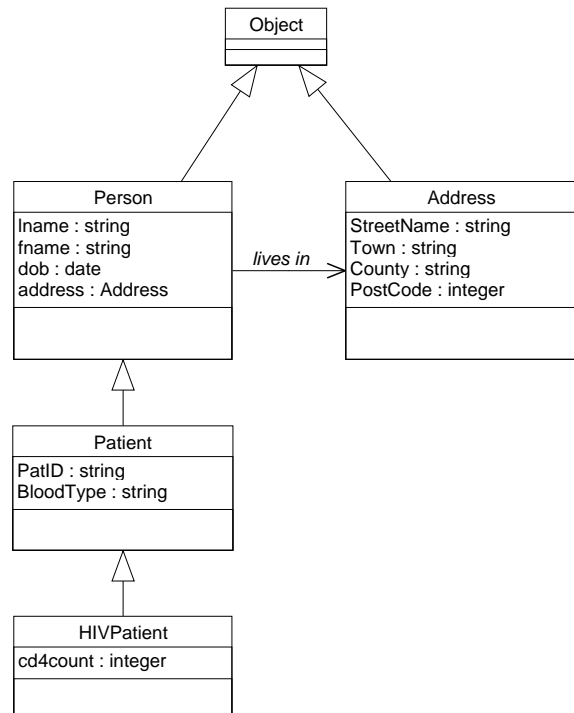 Object
Person
lname : string
fname : string
dob : date
address : Address
lives in
Address
StreetName : string
Town : string
County : string
PostCode : integer
Patient
PatID : string
BloodType : string
HIVPatient
cd4count : integer